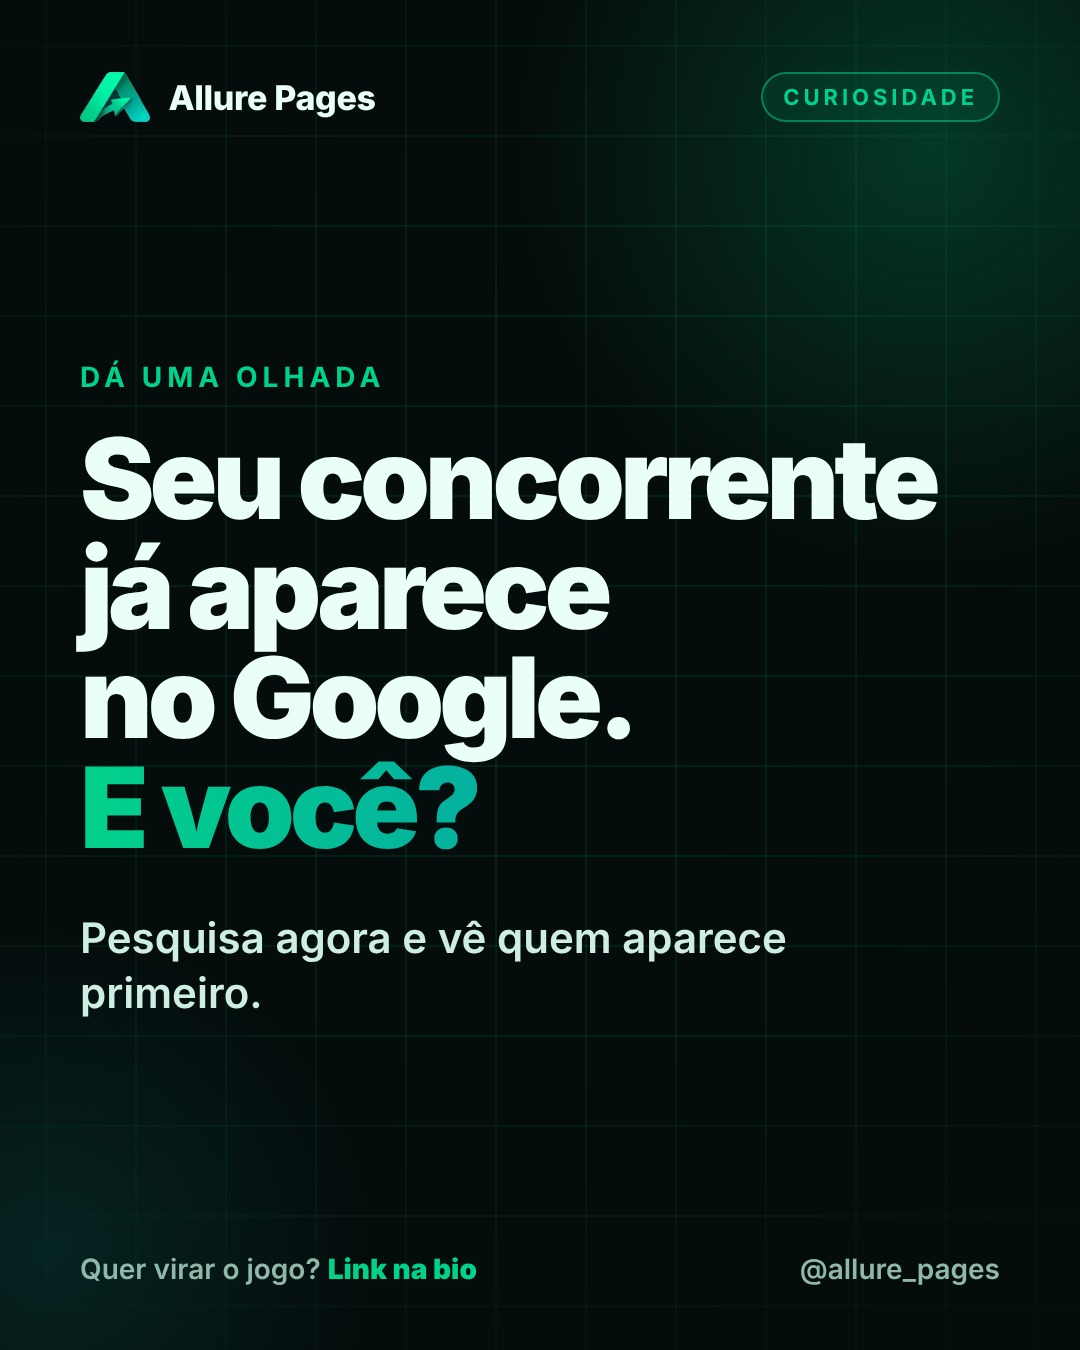 Allure Pages
CURIOSIDADE
DÁ UMA OLHADA
Seu concorrente
já aparece
no Google.
E você?
Pesquisa agora e vê quem aparece
primeiro.
Quer virar o jogo? Link na bio
@allure_pages